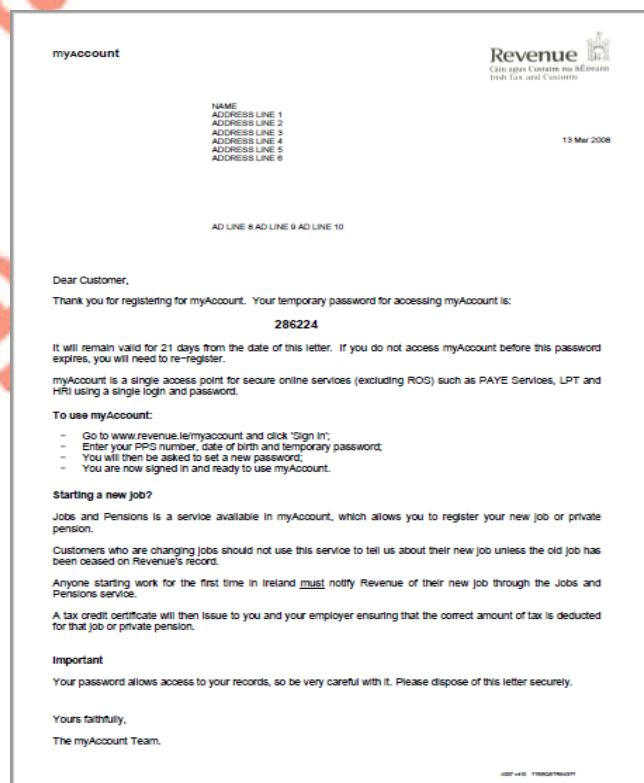 myAccount
Revenue
Cáin agus Custaim na hÉireann
Irish Tax and Customs
NAME
ADDRESS LINE 1
ADDRESS LINE 2
ADDRESS LINE 3
ADDRESS LINE 4
ADDRESS LINE 5
ADDRESS LINE 6
13 Mar 2008
AD LINE 8 AD LINE 9 AD LINE 10
Dear Customer,
Thank you for registering for myAccount. Your temporary password for accessing myAccount is:
286224
It will remain valid for 21 days from the date of this letter. If you do not access myAccount before this password
expires, you will need to re-register.
myAccount is a single access point for secure online services (excluding ROS) such as PAYE Services, LPT and
HRI using a single login and password.
To use myAccount:
- Go to www.revenue.ie/myaccount and click 'Sign in';
- Enter your PPS number, date of birth and temporary password;
- You will then be asked to set a new password;
- You are now signed in and ready to use myAccount.
Starting a new job?
Jobs and Pensions is a service available in myAccount, which allows you to register your new job or private
pension.
Customers who are changing jobs should not use this service to tell us about their new job unless the old job has
been ceased on Revenue's record.
Anyone starting work for the first time in Ireland must notify Revenue of their new job through the Jobs and
Pensions service.
A tax credit certificate will then issue to you and your employer ensuring that the correct amount of tax is deducted
for that job or private pension.
Important
Your password allows access to your records, so be very careful with it. Please dispose of this letter securely.
Yours faithfully,
The myAccount Team.